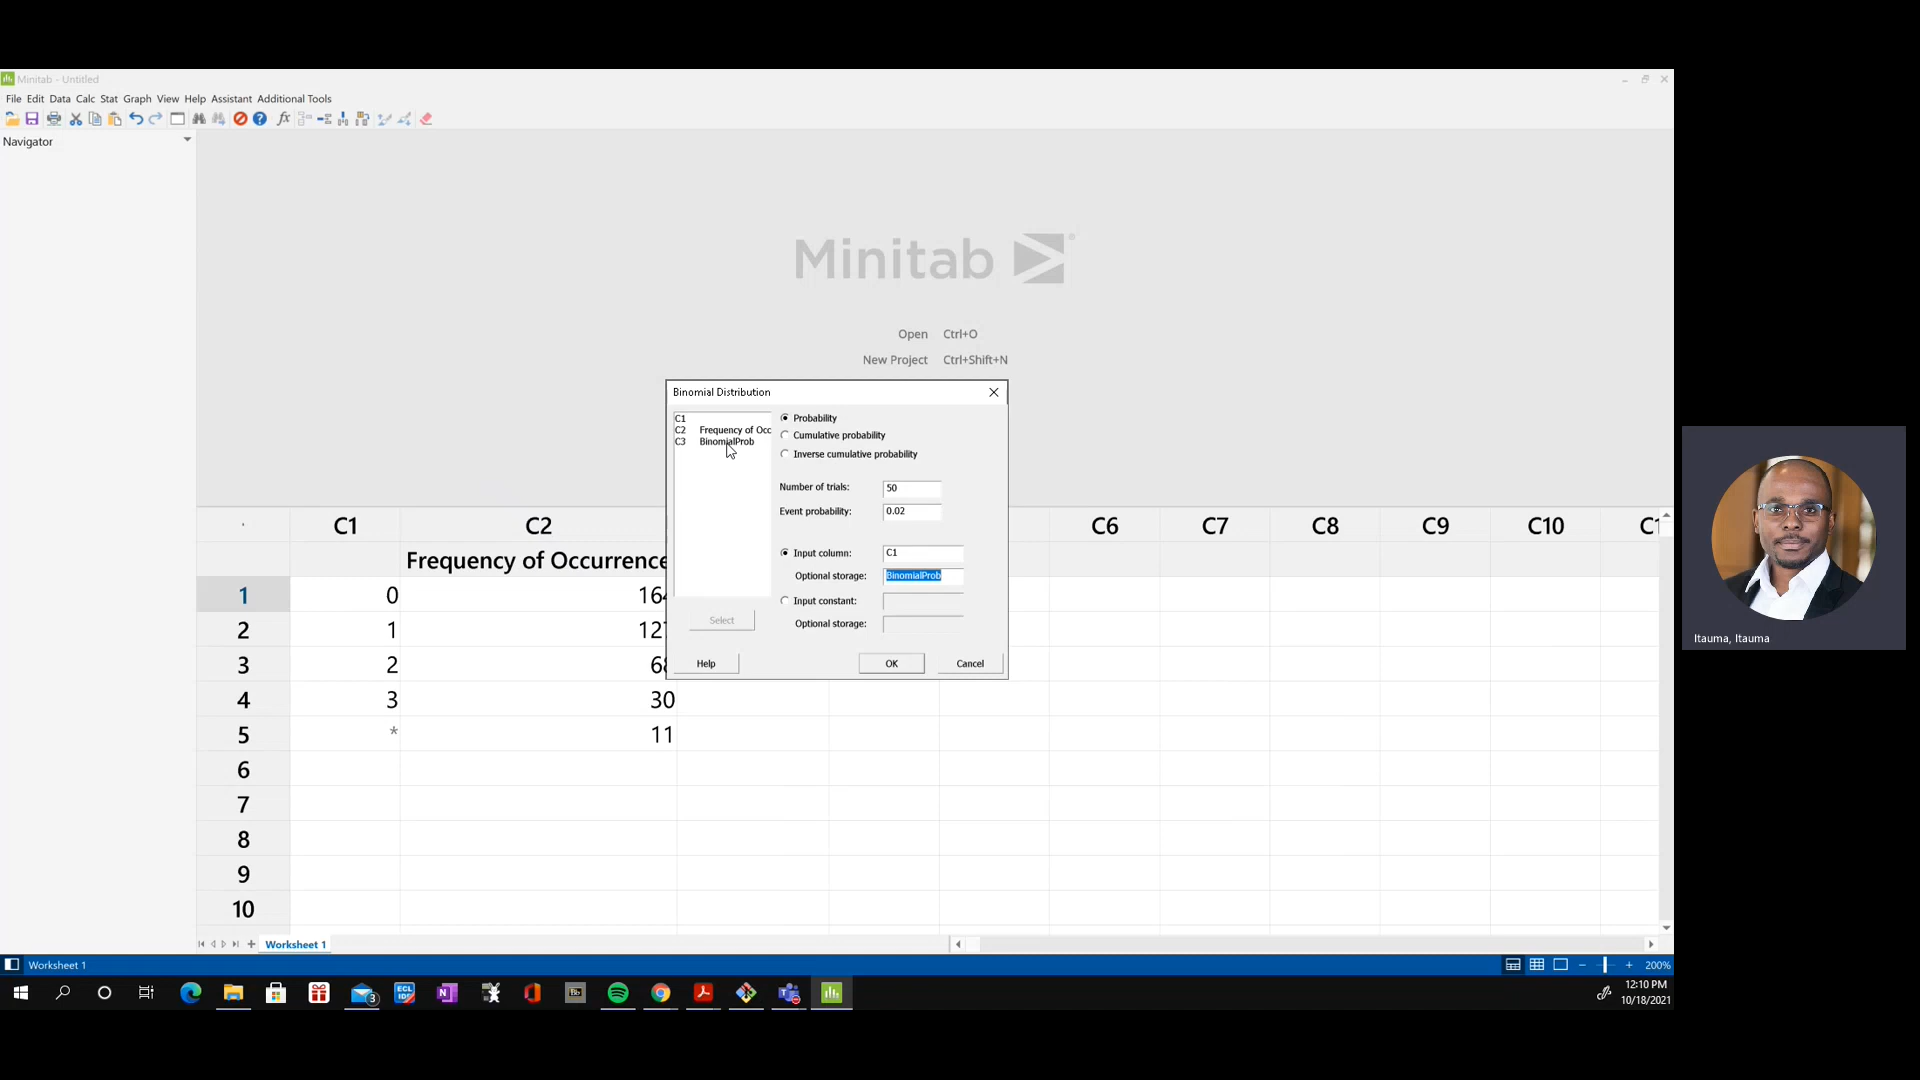 Minitab - Untitled
File Edit Data Calc Stat Graph View Help Assistant Additional Tools
Navigator
Minitab
Open Ctrl+O
New Project Ctrl+Shift+N
Binomial Distribution
C1
C2 Frequency of Occ
C3 BinomialProb
Probability
Cumulative probability
Inverse cumulative probability
Number of trials: 50
Event probability: 0.02
Input column: C1
Optional storage: BinomialProb
Input constant:
Optional storage:
Select
Help OK Cancel
C1 C2 C6 C7 C8 C9 C10
Frequency of Occurrence
1 0 164
2 1 127
3 2 68
4 3 30
5 * 11
6
7
8
9
10
Worksheet 1
Worksheet 1
200%
12:10 PM
10/18/2021
Itauma, Itauma